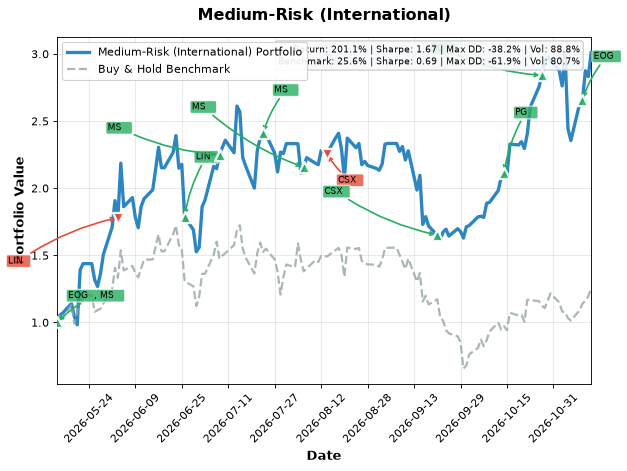 Medium-Risk (International)
Medium-Risk (International) Portfolio
Buy & Hold Benchmark
urn: 201.1% | Sharpe: 1.67 | Max DD: -38.2% | Vol: 88.8%
Benchmark: 25.6% | Sharpe: 0.69 | Max DD: -61.9% | Vol: 80.7%
EOG
MS
MS
PG
MS
LIN
CSX
CSX
LIN
EOG , MS
Portfolio Value
3.0
2.5
2.0
1.5
1.0
2026-05-24
2026-06-09
2026-06-25
2026-07-11
2026-07-27
2026-08-12
2026-08-28
2026-09-13
2026-09-29
2026-10-15
2026-10-31
Date